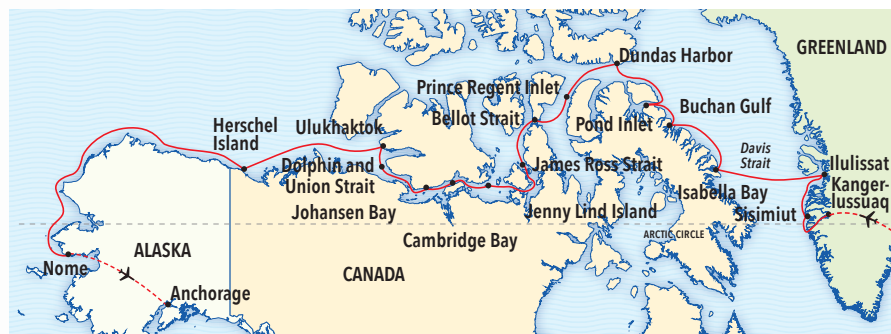 Dundas Harbor
GREENLAND
Prince Regent Inlet
Buchan Gulf
Herschel
Island
Ulukhaktok
Bellot Strait
Pond Inlet
Davis
Strait
Dolphin and
Union Strait
James Ross Strait
Ilulissat
Kanger-
lussuaq
Isabella Bay
Johansen Bay
Jenny Lind Island
Sisimiut
Cambridge Bay
ARCTIC CIRCLE
ALASKA
Nome
CANADA
Anchorage